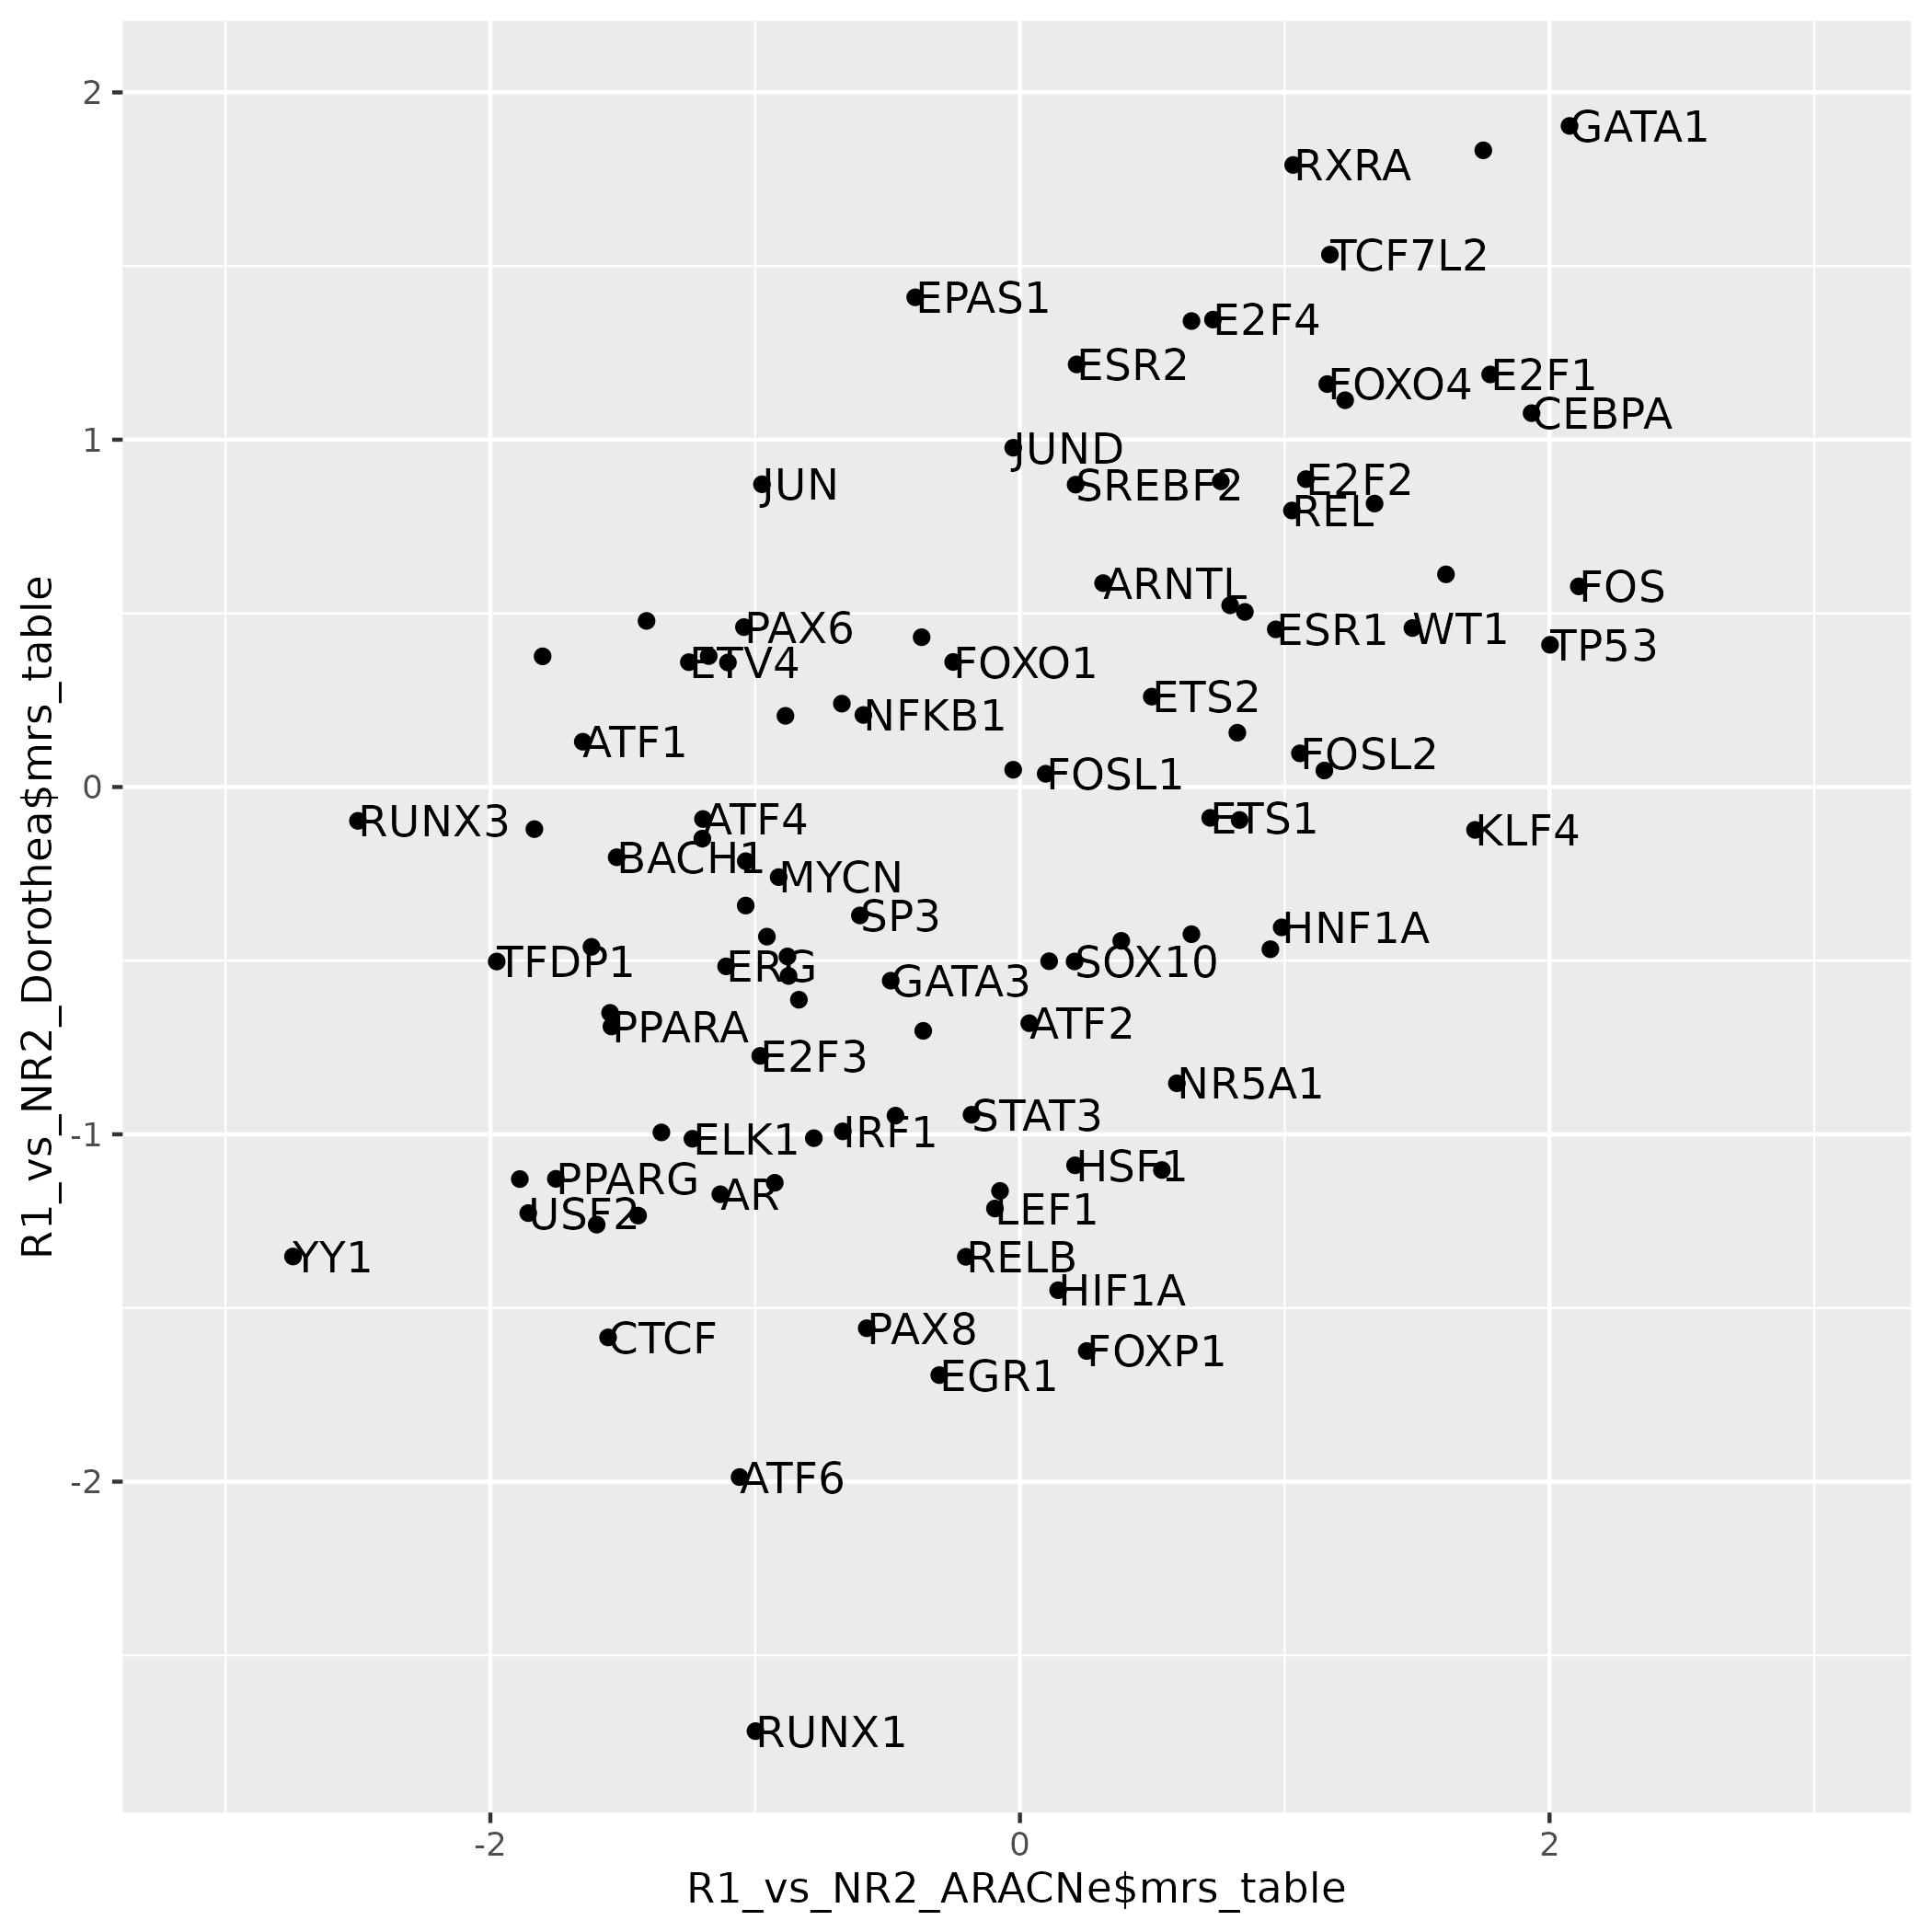 2
GATA1
RXRA
TCF7L2
EPAS1
E2F4
ESR2
E2F1
FOXO4
CEBPA
1
JUND
JUN
SREBF2
E2F2
REL
ARNTL
FOS
PAX6
ESR1
WT1
TP53
ETV4
FOXO1
ETS2
NFKB1
ATF1
FOSL2
FOSL1
0
RUNX3
ATF4
ETS1
KLF4
BACH1
MYCN
SP3
HNF1A
TFDP1
ERG
SOX10
GATA3
PPARA
ATF2
E2F3
NR5A1
STAT3
IRF1
ELK1
-1
HSF1
PPARG
AR
USF2
LEF1
YY1
RELB
HIF1A
PAX8
CTCF
FOXP1
EGR1
ATF6
-2
RUNX1
-2 0 2
R1_vs_NR2_ARACNe$mrs_table
R1_vs_NR2_Dorothea$mrs_table